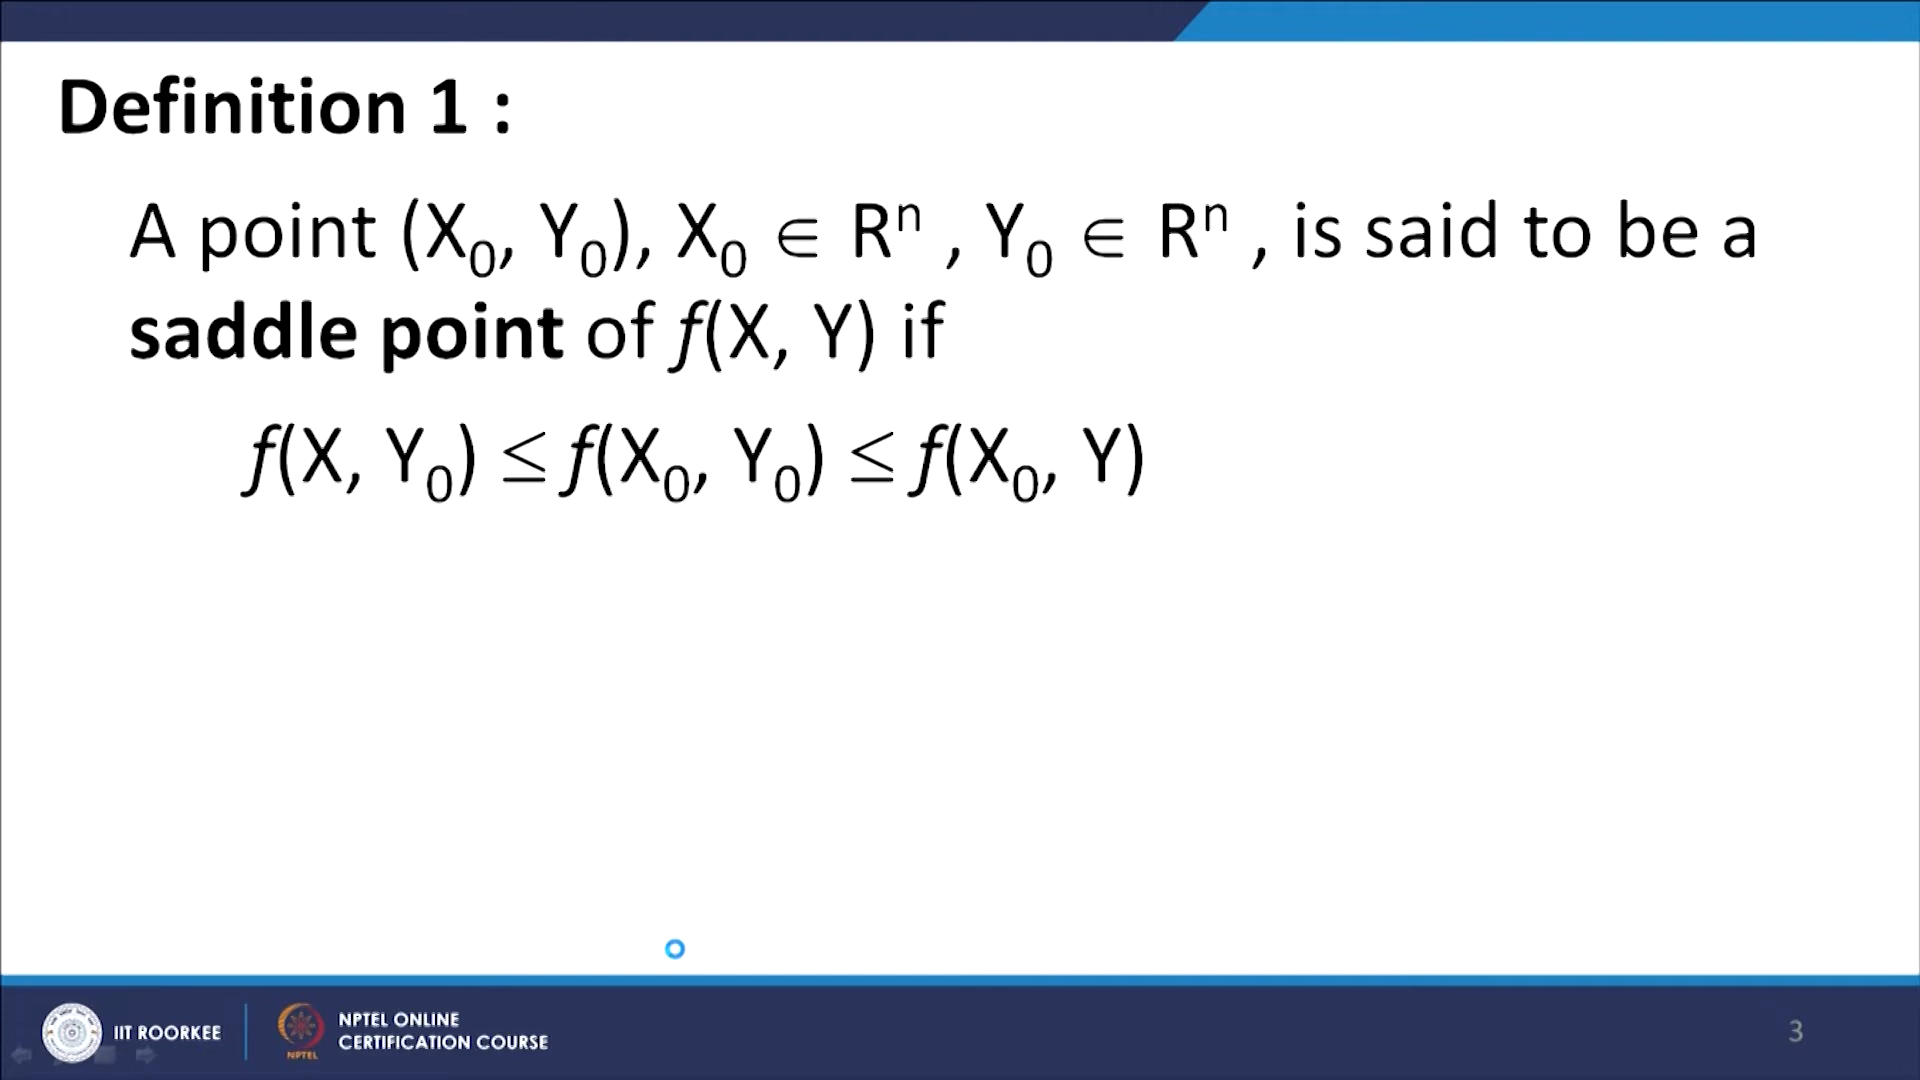 Definition 1 :
A point (X₀, Y₀), X₀ ∈ Rⁿ , Y₀ ∈ Rⁿ , is said to be a
saddle point of f(X, Y) if
f(X, Y₀) ≤ f(X₀, Y₀) ≤ f(X₀, Y)
IIT ROORKEE
NPTEL
NPTEL ONLINE
CERTIFICATION COURSE
3